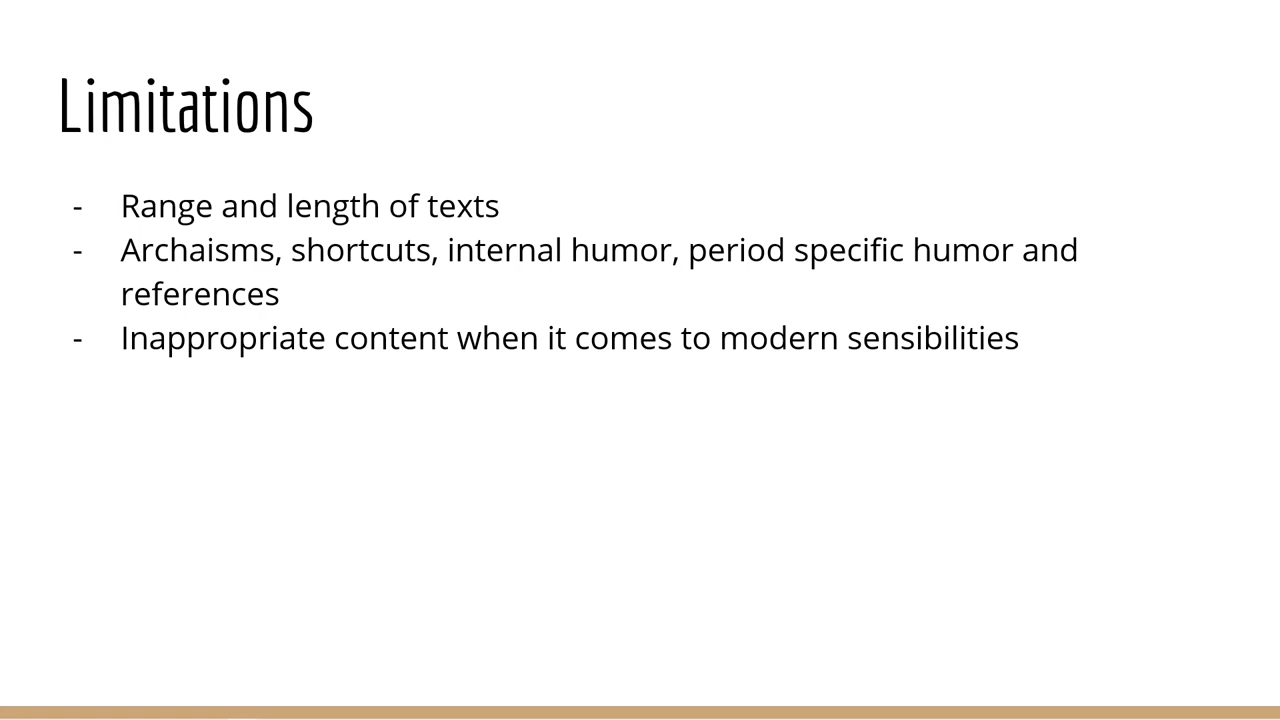 Limitations
- Range and length of texts
- Archaisms, shortcuts, internal humor, period specific humor and
references
- Inappropriate content when it comes to modern sensibilities